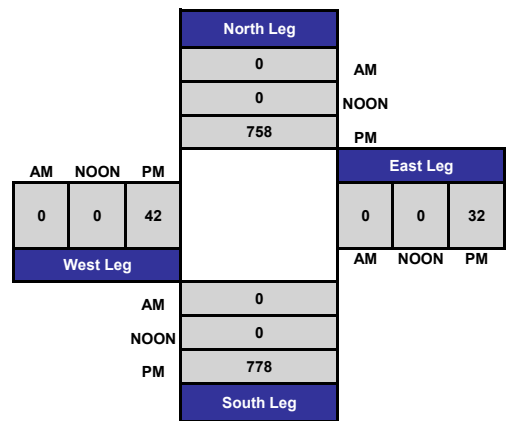 North Leg
0 AM
0 NOON
758 PM
AM NOON PM East Leg
0 0 42 0 0 32
West Leg AM NOON PM
AM 0
NOON 0
PM 778
South Leg